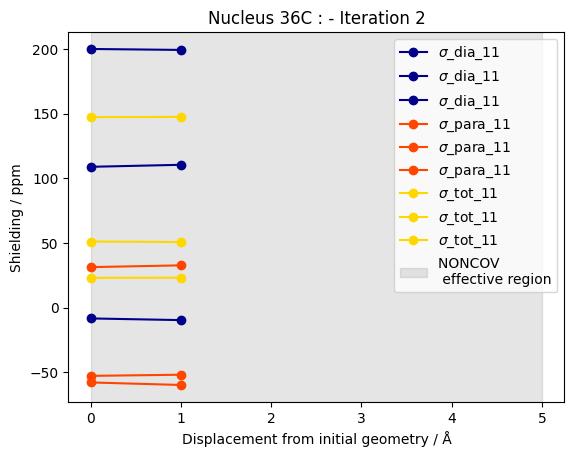 Nucleus 36C : - Iteration 2
200
150
100
50
0
−50
Shielding / ppm
σ_dia_11
σ_dia_11
σ_dia_11
σ_para_11
σ_para_11
σ_para_11
σ_tot_11
σ_tot_11
σ_tot_11
NONCOV
effective region
0 1 2 3 4 5
Displacement from initial geometry / Å